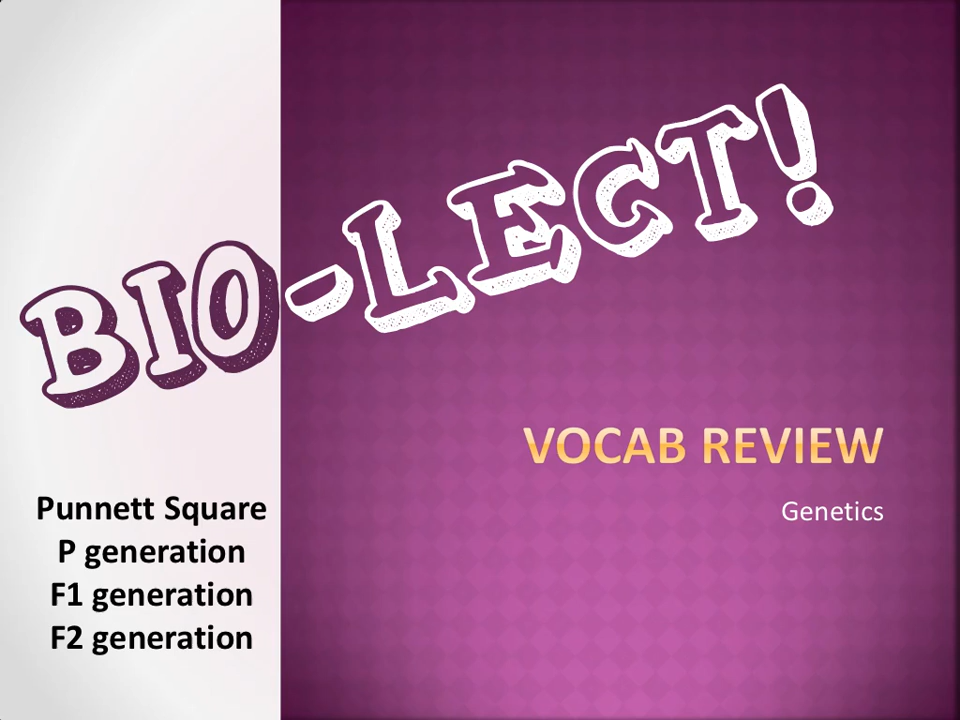 BIO-LECT!
VOCAB REVIEW
Genetics
Punnett Square
P generation
F1 generation
F2 generation